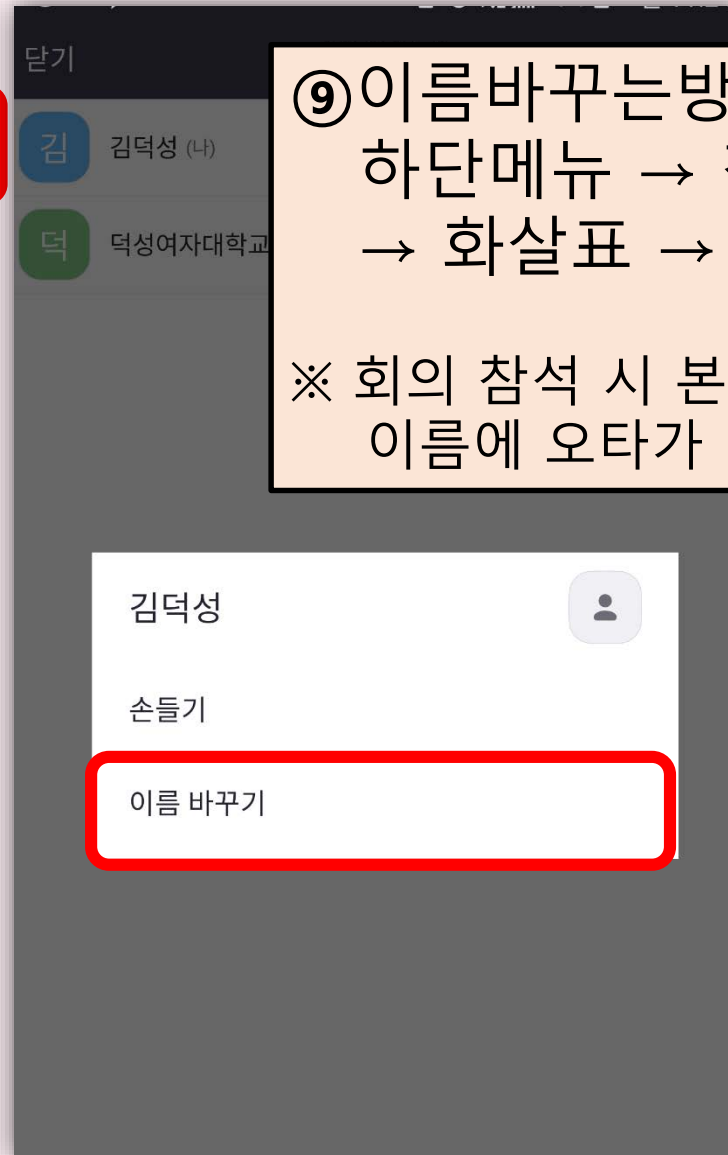 닫기
김
김덕성 (나)
덕
덕성여자대학교
⑨이름바꾸는방
하단메뉴 →
→ 화살표 →
※ 회의 참석 시 본
이름에 오타가
김덕성
손들기
이름 바꾸기